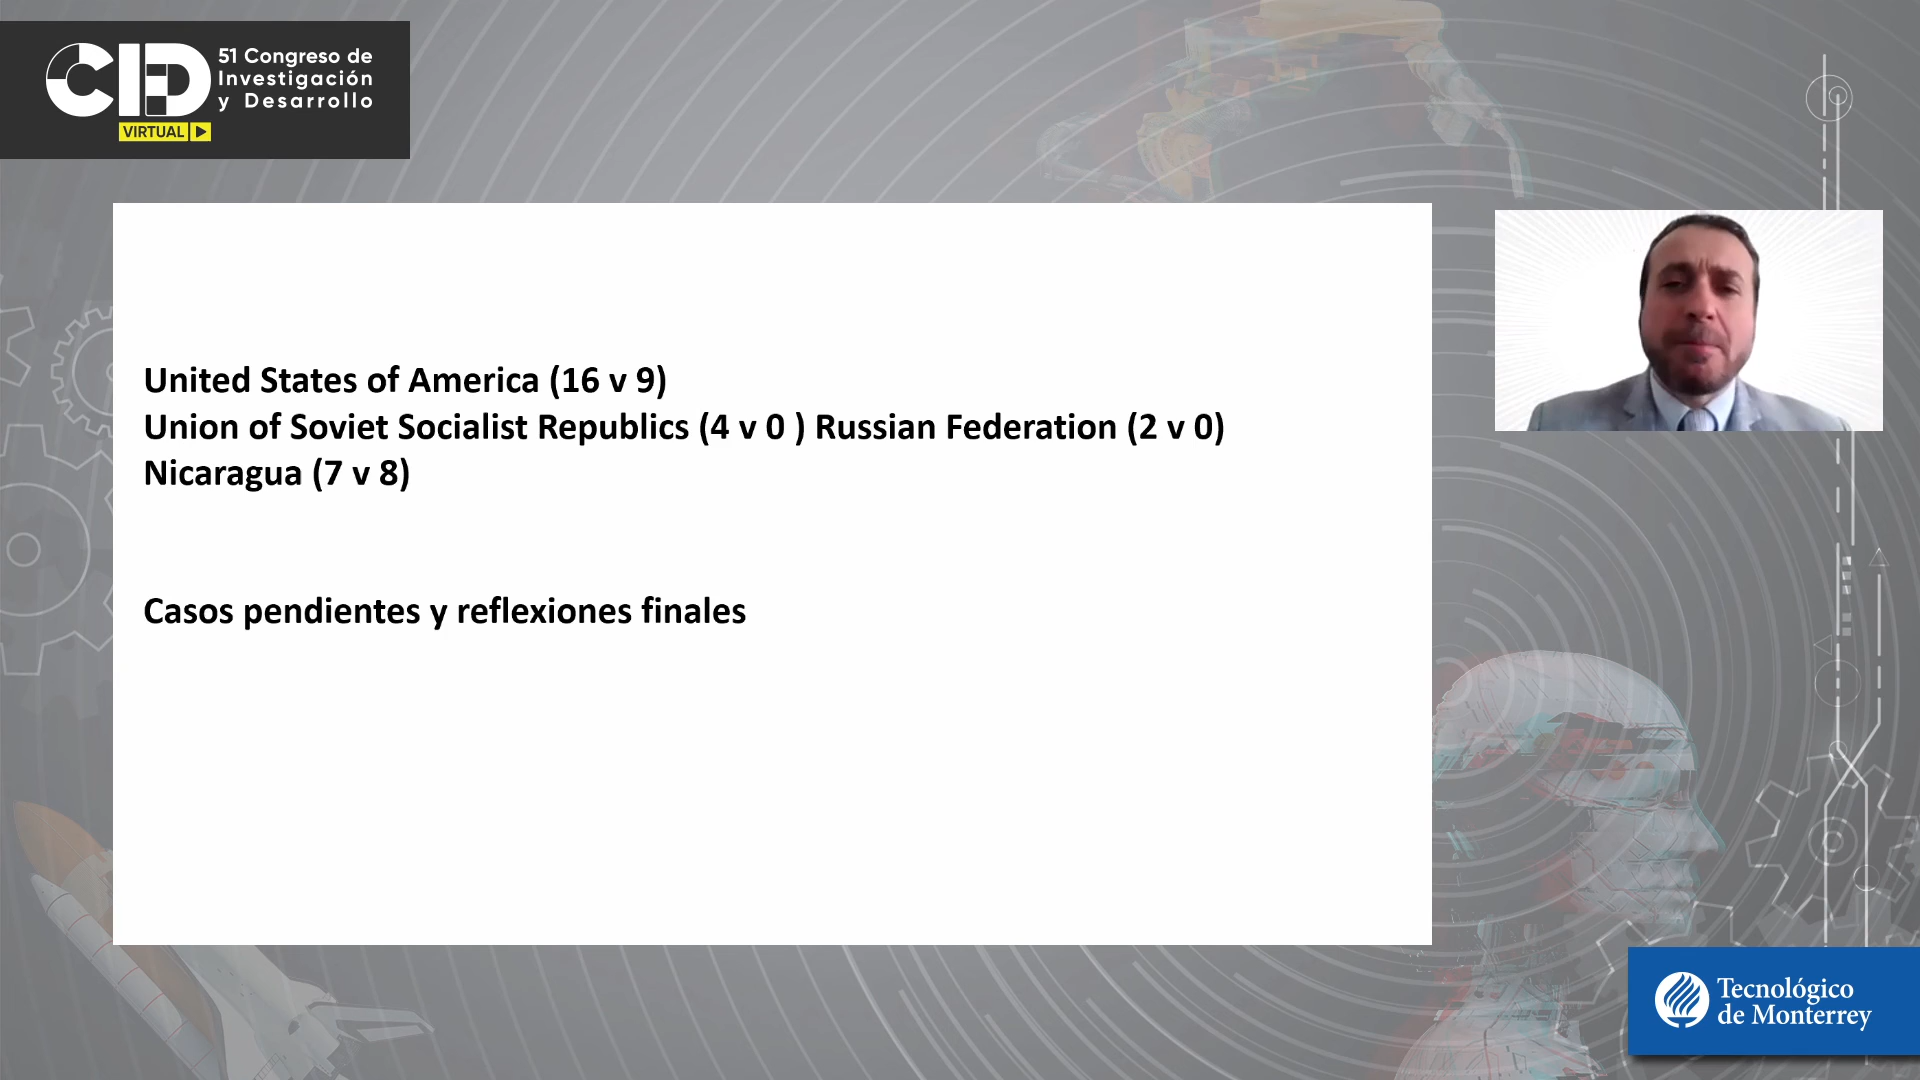 51 Congreso de
Investigación
y Desarrollo
CID
VIRTUAL
United States of America (16 v 9)
Union of Soviet Socialist Republics (4 v 0 ) Russian Federation (2 v 0)
Nicaragua (7 v 8)
Casos pendientes y reflexiones finales
Tecnológico
de Monterrey